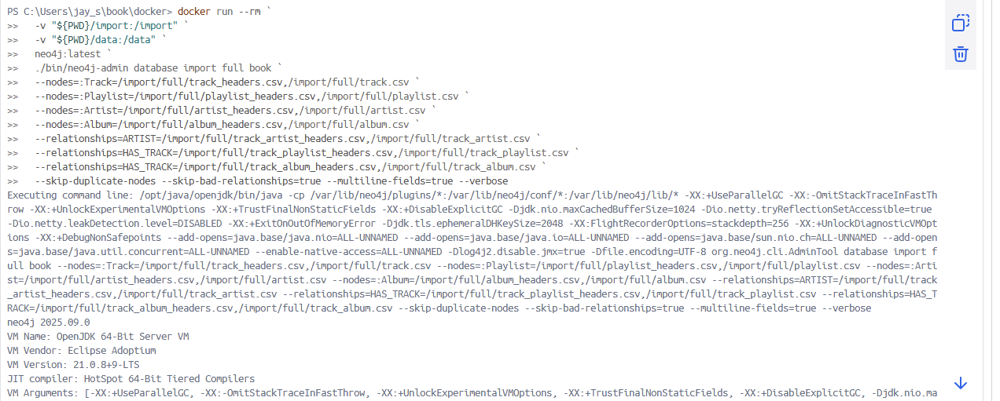 PS C:\Users\jay_s\book\docker> docker run --rm `
>>   -v "${PWD}/import:/import" `
>>   -v "${PWD}/data:/data" `
>>   neo4j:latest `
>>   ./bin/neo4j-admin database import full book `
>>   --nodes=:Track=/import/full/track_headers.csv,/import/full/track.csv `
>>   --nodes=:Playlist=/import/full/playlist_headers.csv,/import/full/playlist.csv `
>>   --nodes=:Artist=/import/full/artist_headers.csv,/import/full/artist.csv `
>>   --nodes=:Album=/import/full/album_headers.csv,/import/full/album.csv `
>>   --relationships=ARTIST=/import/full/track_artist_headers.csv,/import/full/track_artist.csv `
>>   --relationships=HAS_TRACK=/import/full/track_playlist_headers.csv,/import/full/track_playlist.csv `
>>   --relationships=HAS_TRACK=/import/full/track_album_headers.csv,/import/full/track_album.csv `
>>   --skip-duplicate-nodes --skip-bad-relationships=true --multiline-fields=true --verbose
Executing command line: /opt/java/openjdk/bin/java -cp /var/lib/neo4j/plugins/*:/var/lib/neo4j/conf/*:/var/lib/neo4j/lib/* -XX:+UseParallelGC -XX:-OmitStackTraceInFastTh
row -XX:+UnlockExperimentalVMOptions -XX:+TrustFinalNonStaticFields -XX:+DisableExplicitGC -Djdk.nio.maxCachedBufferSize=1024 -Dio.netty.tryReflectionSetAccessible=true
-Dio.netty.leakDetection.level=DISABLED -XX:+ExitOnOutOfMemoryError -Djdk.tls.ephemeralDHKeySize=2048 -XX:FlightRecorderOptions=stackdepth=256 -XX:+UnlockDiagnosticVMOpt
ions -XX:+DebugNonSafepoints --add-opens=java.base/java.nio=ALL-UNNAMED --add-opens=java.base/java.io=ALL-UNNAMED --add-opens=java.base/sun.nio.ch=ALL-UNNAMED --add-open
s=java.base/java.util.concurrent=ALL-UNNAMED --enable-native-access=ALL-UNNAMED -Dlog4j2.disable.jmx=true -Dfile.encoding=UTF-8 org.neo4j.cli.AdminTool database import f
ull book --nodes=:Track=/import/full/track_headers.csv,/import/full/track.csv --nodes=:Playlist=/import/full/playlist_headers.csv,/import/full/playlist.csv --nodes=:Arti
st=/import/full/artist_headers.csv,/import/full/artist.csv --nodes=:Album=/import/full/album_headers.csv,/import/full/album.csv --relationships=ARTIST=/import/full/track
_artist_headers.csv,/import/full/track_artist.csv --relationships=HAS_TRACK=/import/full/track_playlist_headers.csv,/import/full/track_playlist.csv --relationships=HAS_T
RACK=/import/full/track_album_headers.csv,/import/full/track_album.csv --skip-duplicate-nodes --skip-bad-relationships=true --multiline-fields=true --verbose
neo4j 2025.09.0
VM Name: OpenJDK 64-Bit Server VM
VM Vendor: Eclipse Adoptium
VM Version: 21.0.8+9-LTS
JIT compiler: HotSpot 64-Bit Tiered Compilers
VM Arguments: [-XX:+UseParallelGC, -XX:-OmitStackTraceInFastThrow, -XX:+UnlockExperimentalVMOptions, -XX:+TrustFinalNonStaticFields, -XX:+DisableExplicitGC, -Djdk.nio.ma